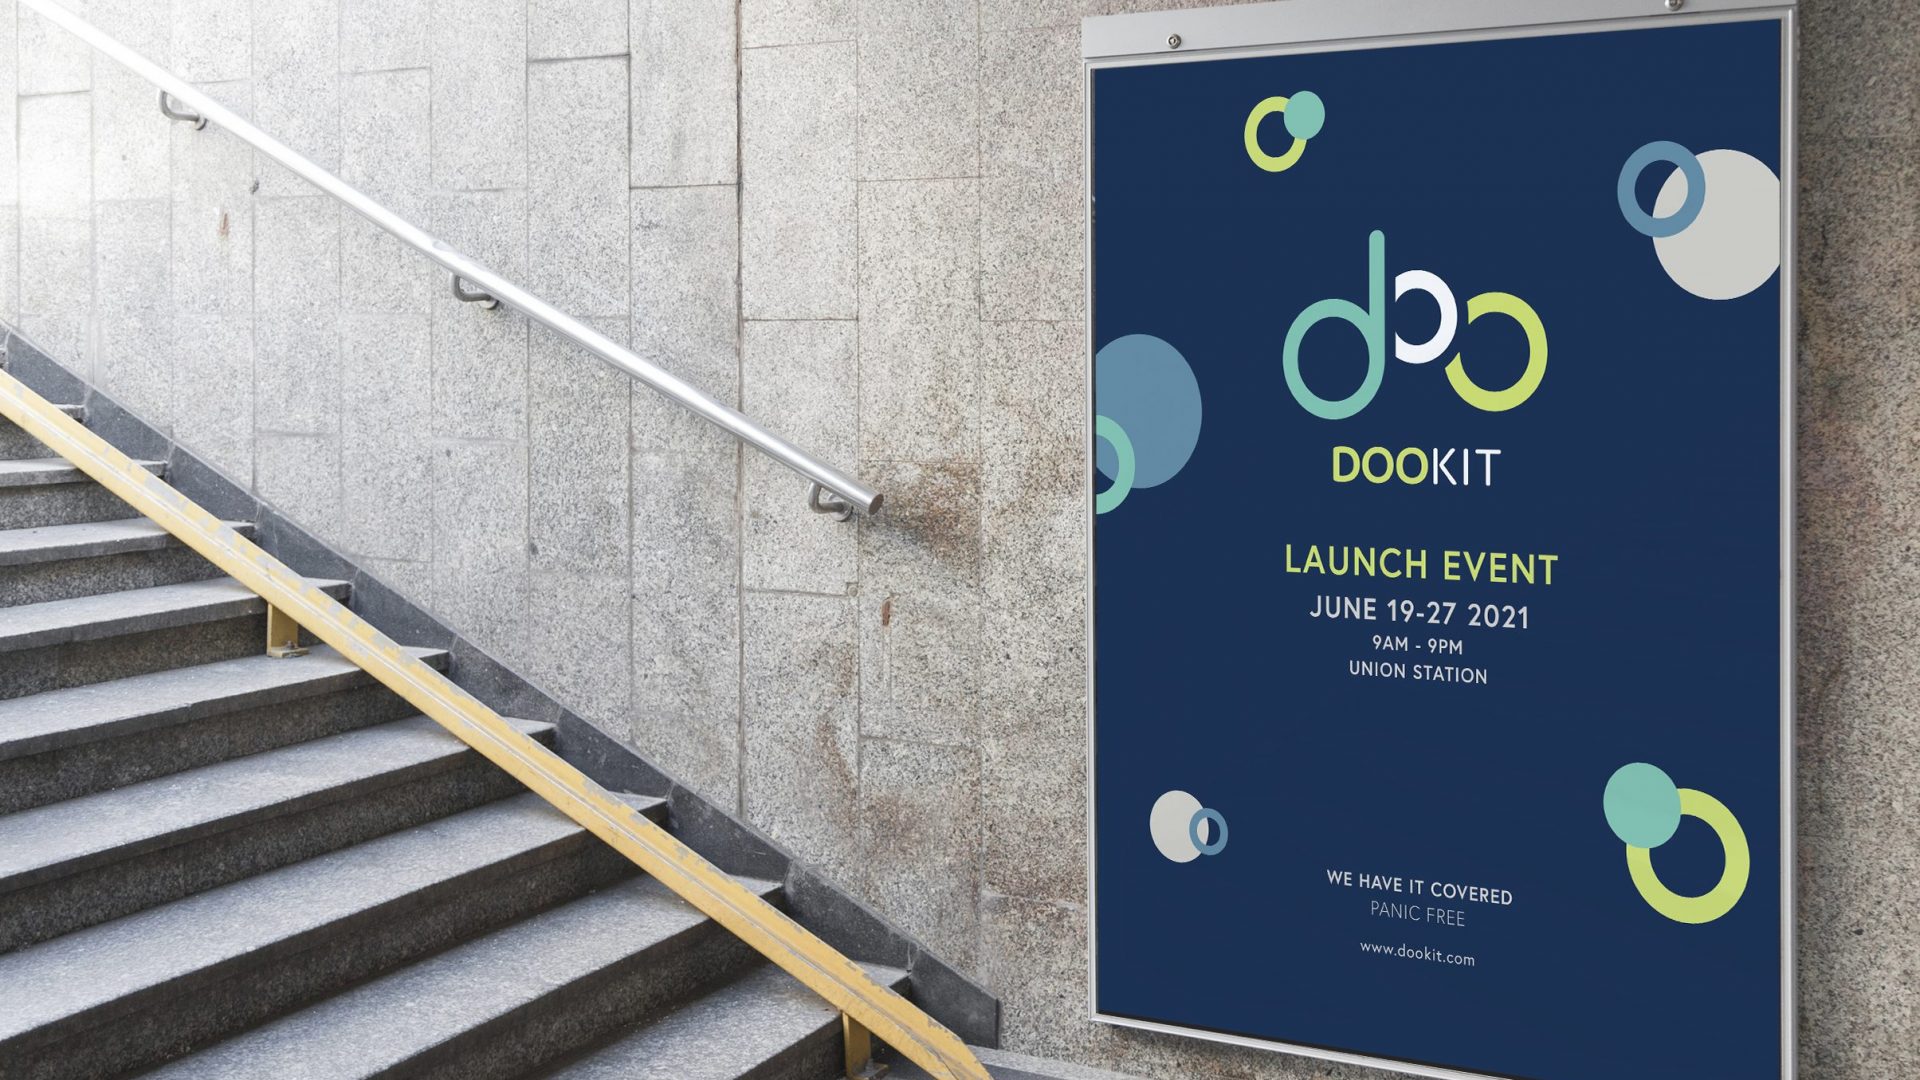 doo
DOOKIT
LAUNCH EVENT
JUNE 19-27 2021
9AM - 9PM
UNION STATION
WE HAVE IT COVERED
PANIC FREE
www.dookit.com